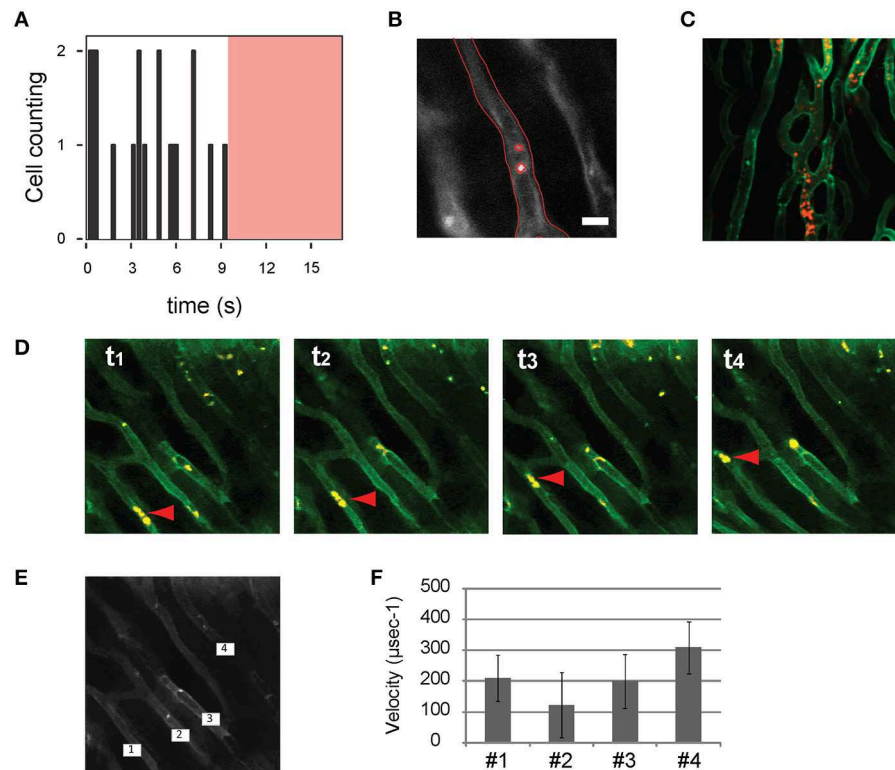 A
B
C
2
1
0
Cell counting
0 3 6 9 12 15
time (s)
D
t1
t2
t3
t4
E
4
3
2
1
F
Velocity (µsec-1)
500
400
300
200
100
0
#1 #2 #3 #4